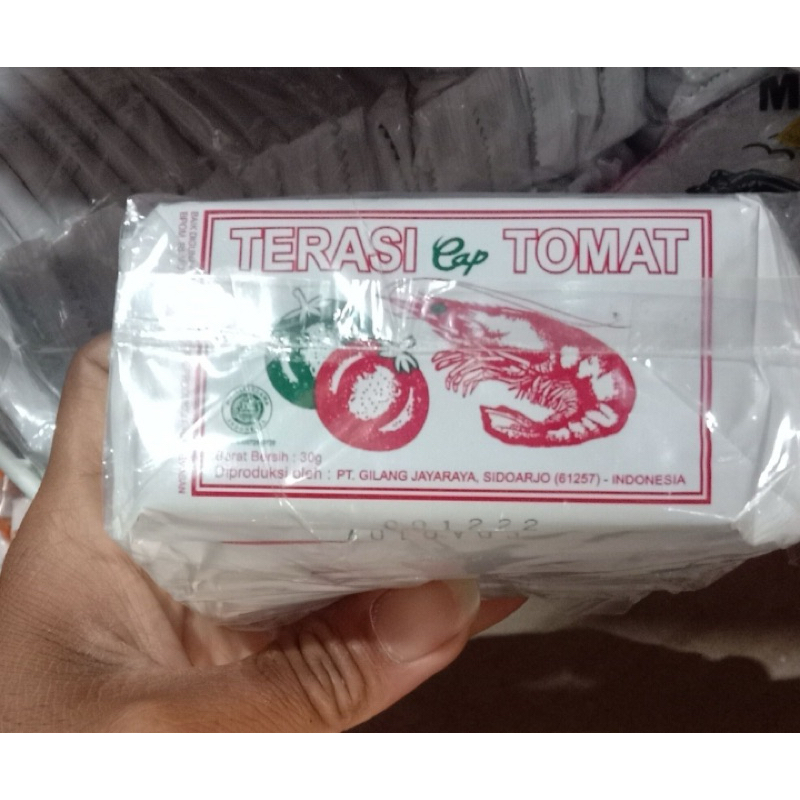 TERASI Cap TOMAT
Berat Bersih : 30g
Diproduksi oleh : PT. GILANG JAYARAYA, SIDOARJO (61257) - INDONESIA
M